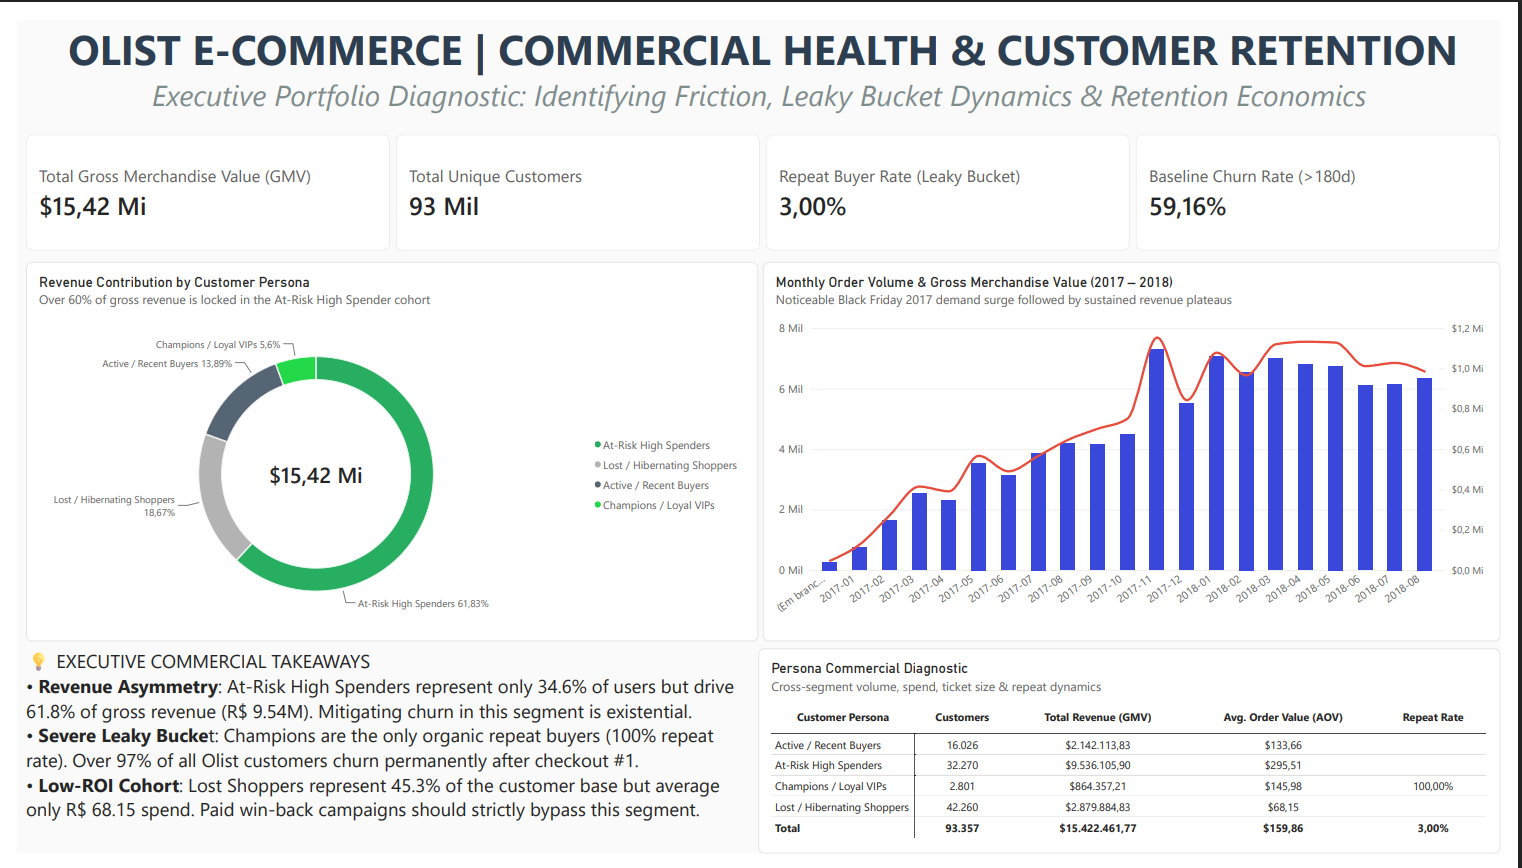 OLIST E-COMMERCE | COMMERCIAL HEALTH & CUSTOMER RETENTION
Executive Portfolio Diagnostic: Identifying Friction, Leaky Bucket Dynamics & Retention Economics
Total Gross Merchandise Value (GMV)
$15,42 Mi
Total Unique Customers
93 Mil
Repeat Buyer Rate (Leaky Bucket)
3,00%
Baseline Churn Rate (>180d)
59,16%
Revenue Contribution by Customer Persona
Over 60% of gross revenue is locked in the At-Risk High Spender cohort
Champions / Loyal VIPs 5,6%
Active / Recent Buyers 13,89%
Lost / Hibernating Shoppers
18,67%
At-Risk High Spenders 61,83%
$15,42 Mi
At-Risk High Spenders
Lost / Hibernating Shoppers
Active / Recent Buyers
Champions / Loyal VIPs
Monthly Order Volume & Gross Merchandise Value (2017 – 2018)
Noticeable Black Friday 2017 demand surge followed by sustained revenue plateaus
8 Mil
6 Mil
4 Mil
2 Mil
0 Mil
$1,2 Mi
$1,0 Mi
$0,8 Mi
$0,6 Mi
$0,4 Mi
$0,2 Mi
$0,0 Mi
(Em branc...
2017-01
2017-02
2017-03
2017-04
2017-05
2017-06
2017-07
2017-08
2017-09
2017-10
2017-11
2017-12
2018-01
2018-02
2018-03
2018-04
2018-05
2018-06
2018-07
2018-08
💡 EXECUTIVE COMMERCIAL TAKEAWAYS
• Revenue Asymmetry: At-Risk High Spenders represent only 34.6% of users but drive
61.8% of gross revenue (R$ 9.54M). Mitigating churn in this segment is existential.
• Severe Leaky Bucket: Champions are the only organic repeat buyers (100% repeat
rate). Over 97% of all Olist customers churn permanently after checkout #1.
• Low-ROI Cohort: Lost Shoppers represent 45.3% of the customer base but average
only R$ 68.15 spend. Paid win-back campaigns should strictly bypass this segment.
Persona Commercial Diagnostic
Cross-segment volume, spend, ticket size & repeat dynamics
Customer Persona Customers Total Revenue (GMV) Avg. Order Value (AOV) Repeat Rate
Active / Recent Buyers 16.026 $2.142.113,83 $133,66
At-Risk High Spenders 32.270 $9.536.105,90 $295,51
Champions / Loyal VIPs 2.801 $864.357,21 $145,98 100,00%
Lost / Hibernating Shoppers 42.260 $2.879.884,83 $68,15
Total 93.357 $15.422.461,77 $159,86 3,00%